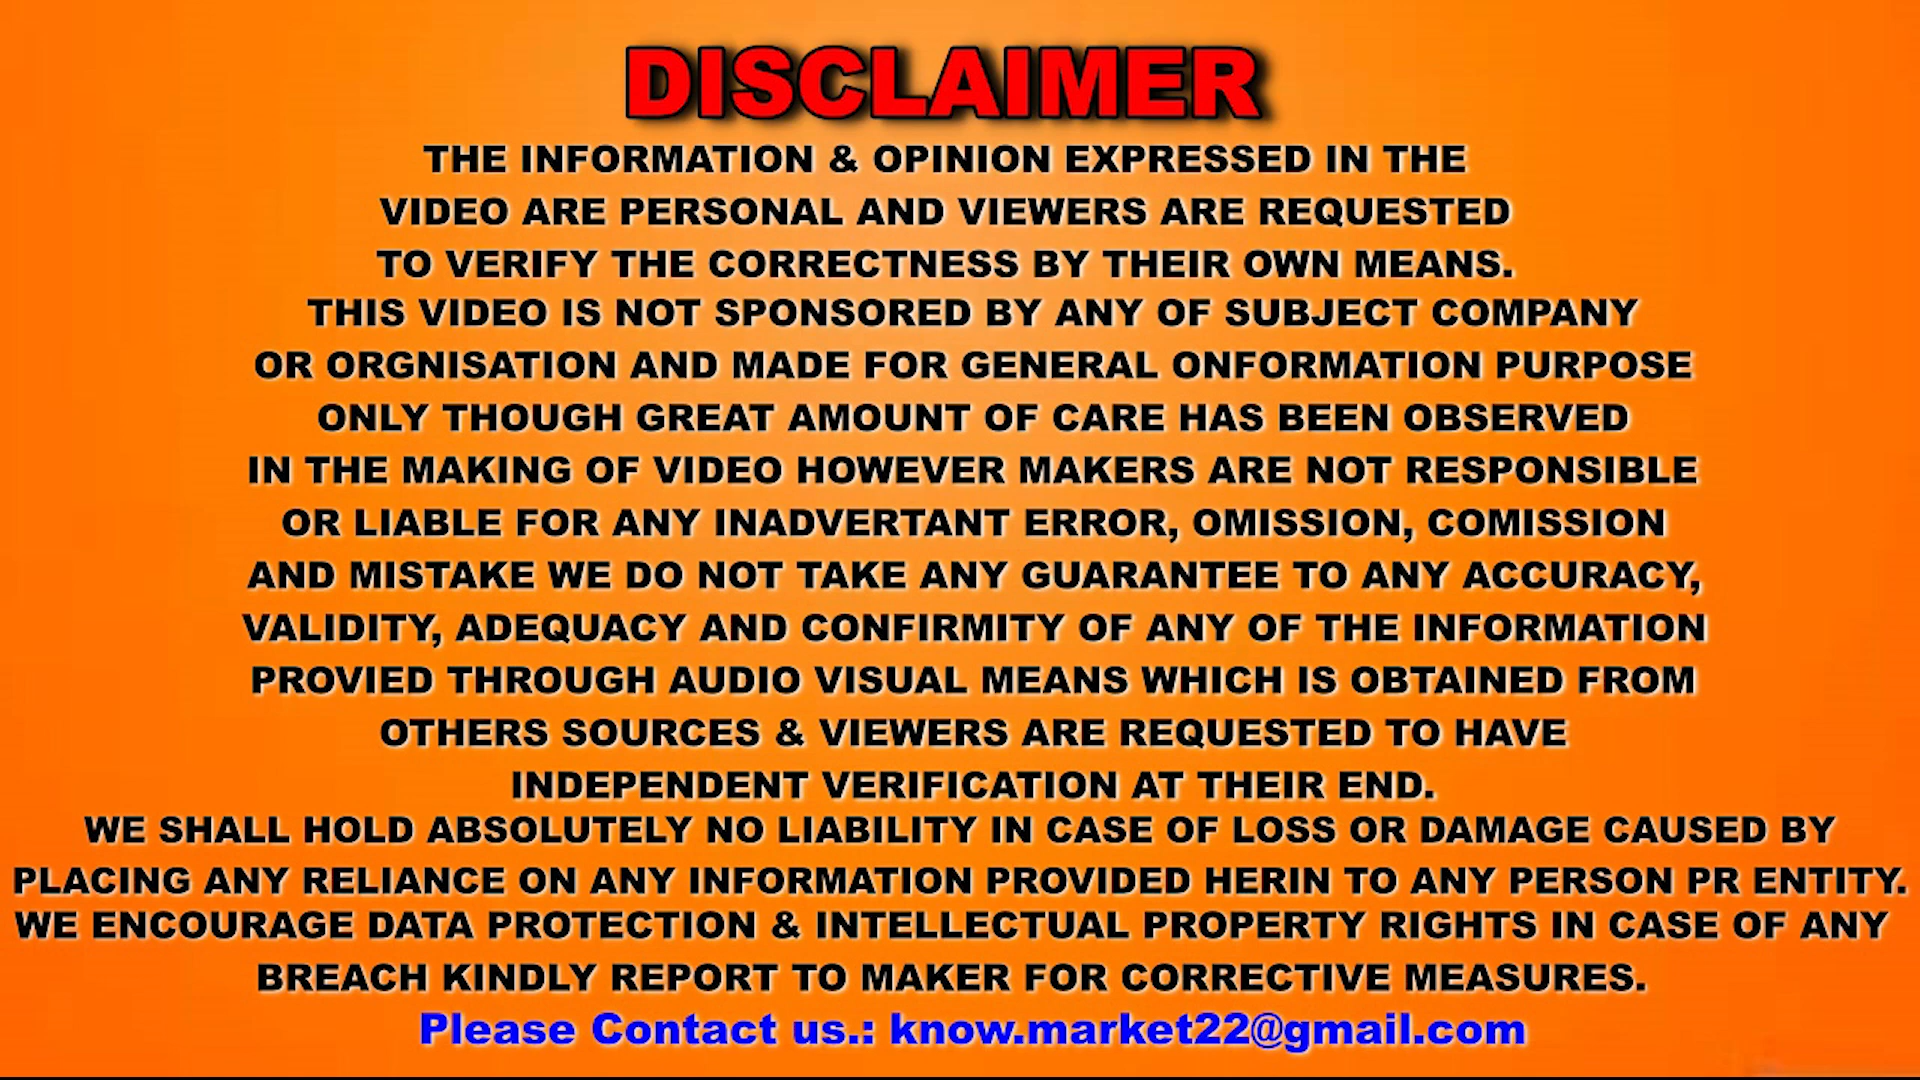 DISCLAIMER
THE INFORMATION & OPINION EXPRESSED IN THE
VIDEO ARE PERSONAL AND VIEWERS ARE REQUESTED
TO VERIFY THE CORRECTNESS BY THEIR OWN MEANS.
THIS VIDEO IS NOT SPONSORED BY ANY OF SUBJECT COMPANY
OR ORGNISATION AND MADE FOR GENERAL ONFORMATION PURPOSE
ONLY THOUGH GREAT AMOUNT OF CARE HAS BEEN OBSERVED
IN THE MAKING OF VIDEO HOWEVER MAKERS ARE NOT RESPONSIBLE
OR LIABLE FOR ANY INADVERTANT ERROR, OMISSION, COMISSION
AND MISTAKE WE DO NOT TAKE ANY GUARANTEE TO ANY ACCURACY,
VALIDITY, ADEQUACY AND CONFIRMITY OF ANY OF THE INFORMATION
PROVIED THROUGH AUDIO VISUAL MEANS WHICH IS OBTAINED FROM
OTHERS SOURCES & VIEWERS ARE REQUESTED TO HAVE
INDEPENDENT VERIFICATION AT THEIR END.
WE SHALL HOLD ABSOLUTELY NO LIABILITY IN CASE OF LOSS OR DAMAGE CAUSED BY
PLACING ANY RELIANCE ON ANY INFORMATION PROVIDED HERIN TO ANY PERSON PR ENTITY.
WE ENCOURAGE DATA PROTECTION & INTELLECTUAL PROPERTY RIGHTS IN CASE OF ANY
BREACH KINDLY REPORT TO MAKER FOR CORRECTIVE MEASURES.
Please Contact us.: know.market22@gmail.com